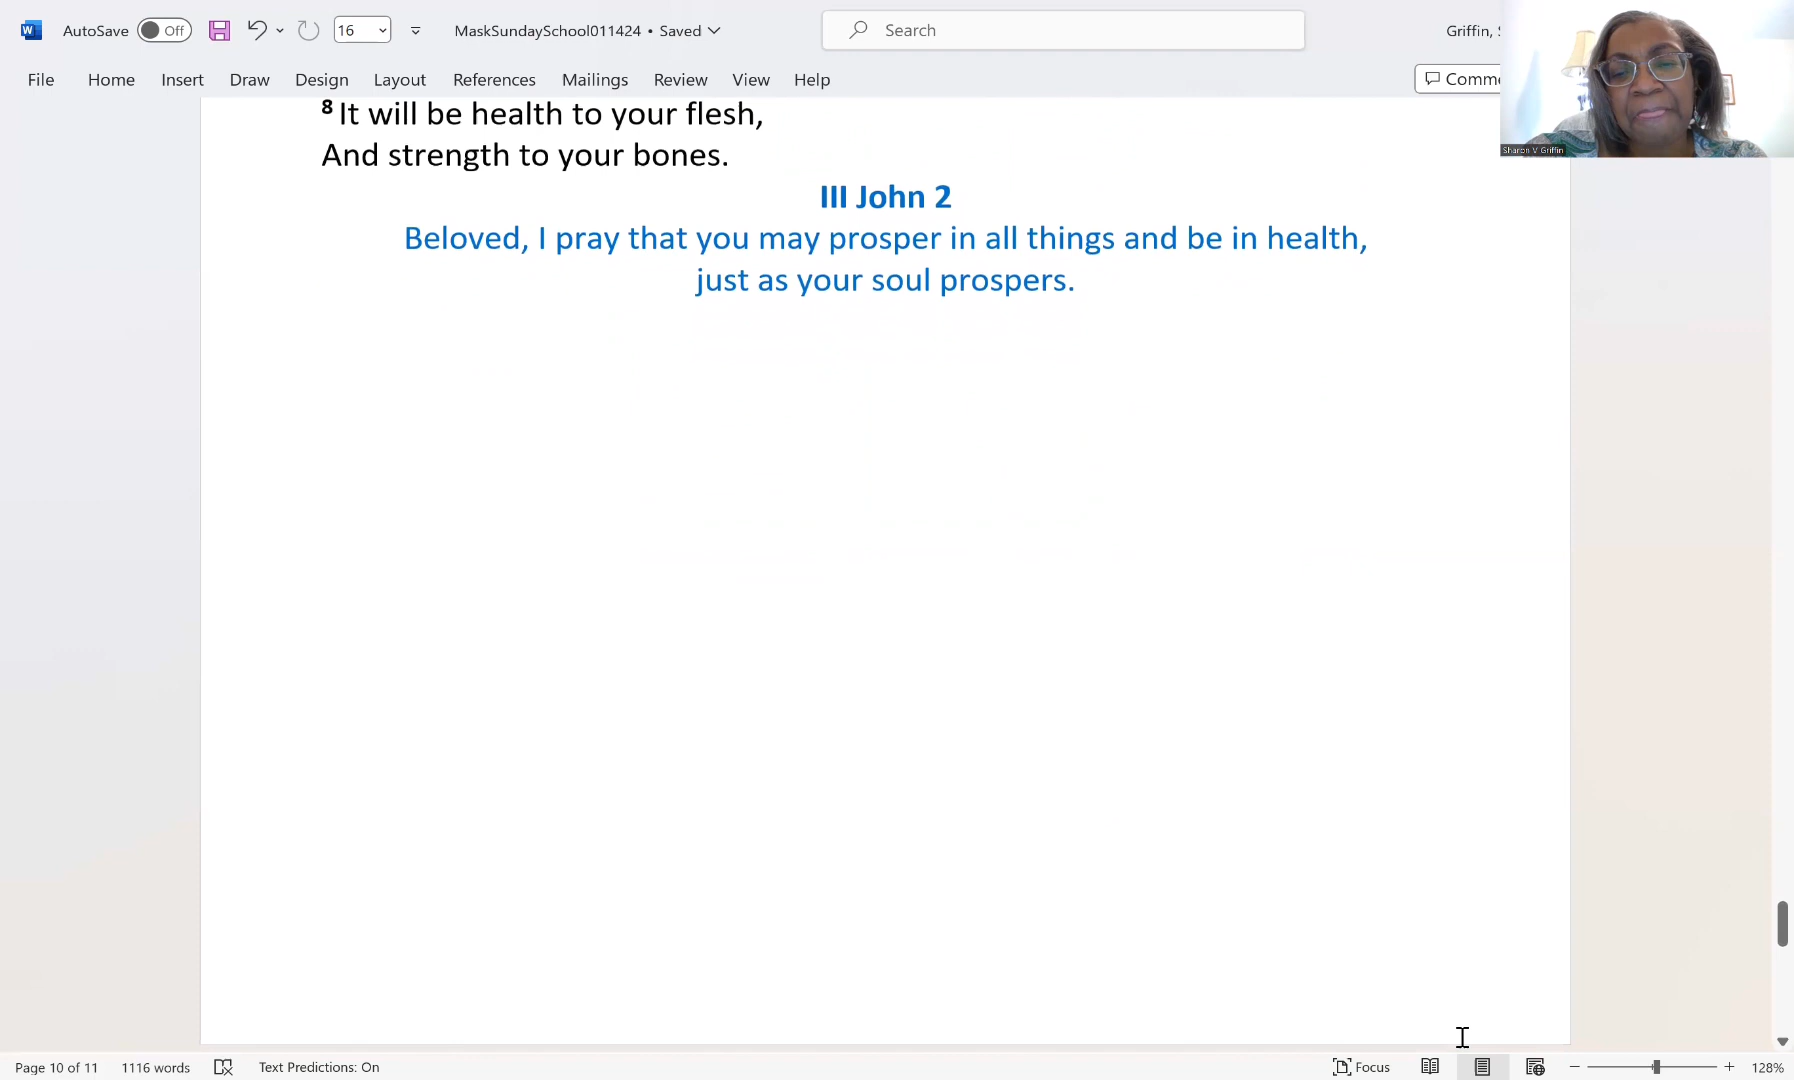 AutoSave Off 16 MaskSundaySchool011424 • Saved Search Griffin,
File Home Insert Draw Design Layout References Mailings Review View Help Comme
8 It will be health to your flesh,
And strength to your bones.
III John 2
Beloved, I pray that you may prosper in all things and be in health,
just as your soul prospers.
Sharon V Griffin
Page 10 of 11 1116 words Text Predictions: On Focus 128%